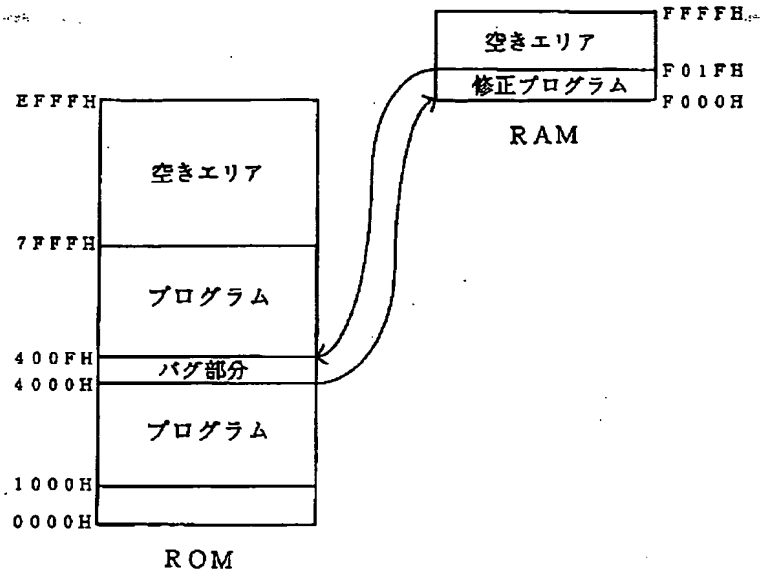 FFFFH
空きエリア
F01FH
修正プログラム
F000H
RAM
EFFFH
空きエリア
7FFFH
プログラム
400FH
バグ部分
4000H
プログラム
1000H
0000H
ROM